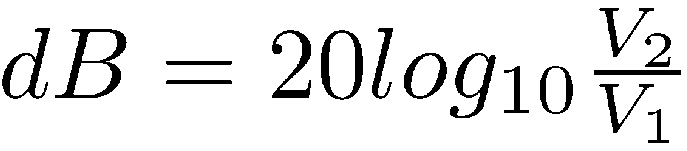 dB = 20log₁₀ V₂/V₁